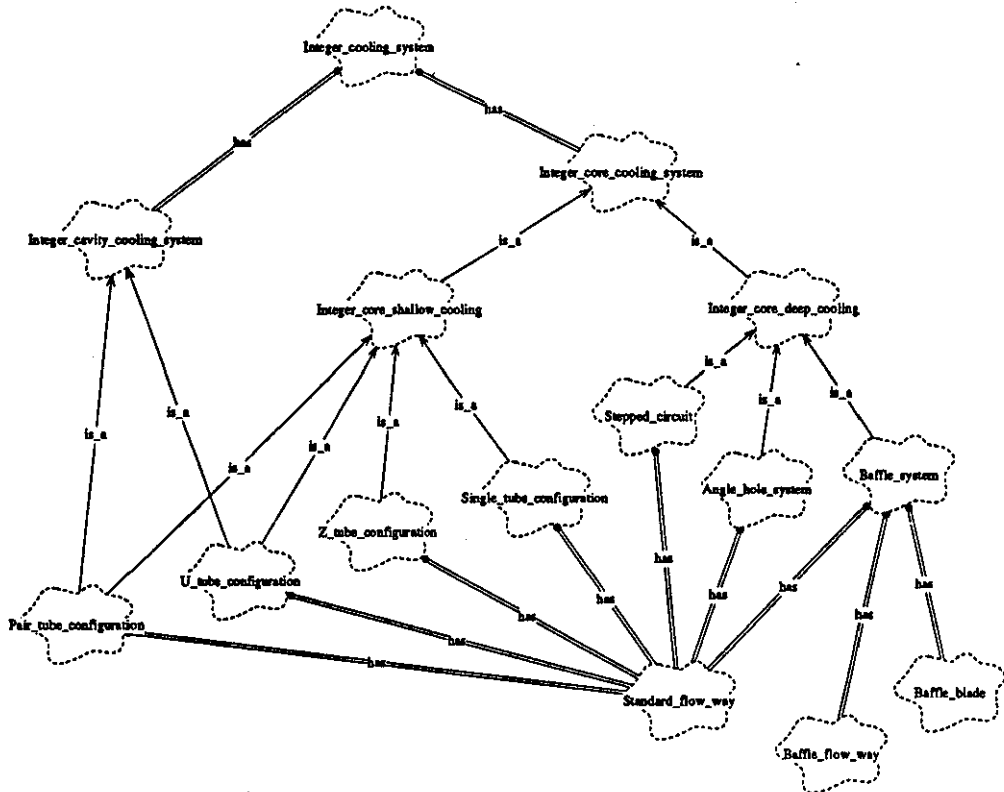 Integer_cooling_system
has
has
Integer_core_cooling_system
Integer_cavity_cooling_system
is_a
is_a
Integer_core_shallow_cooling
Integer_core_deep_cooling
is_a
is_a
is_a
is_a
Stepped_circuit
is_a
is_a
is_a
is_a
is_a
Baffle_system
Angle_hole_system
Single_tube_configuration
Z_tube_configuration
U_tube_configuration
Pair_tube_configuration
has
has
has
has
has
has
has
has
has
has
Standard_flow_way
Baffle_blade
Baffle_flow_way